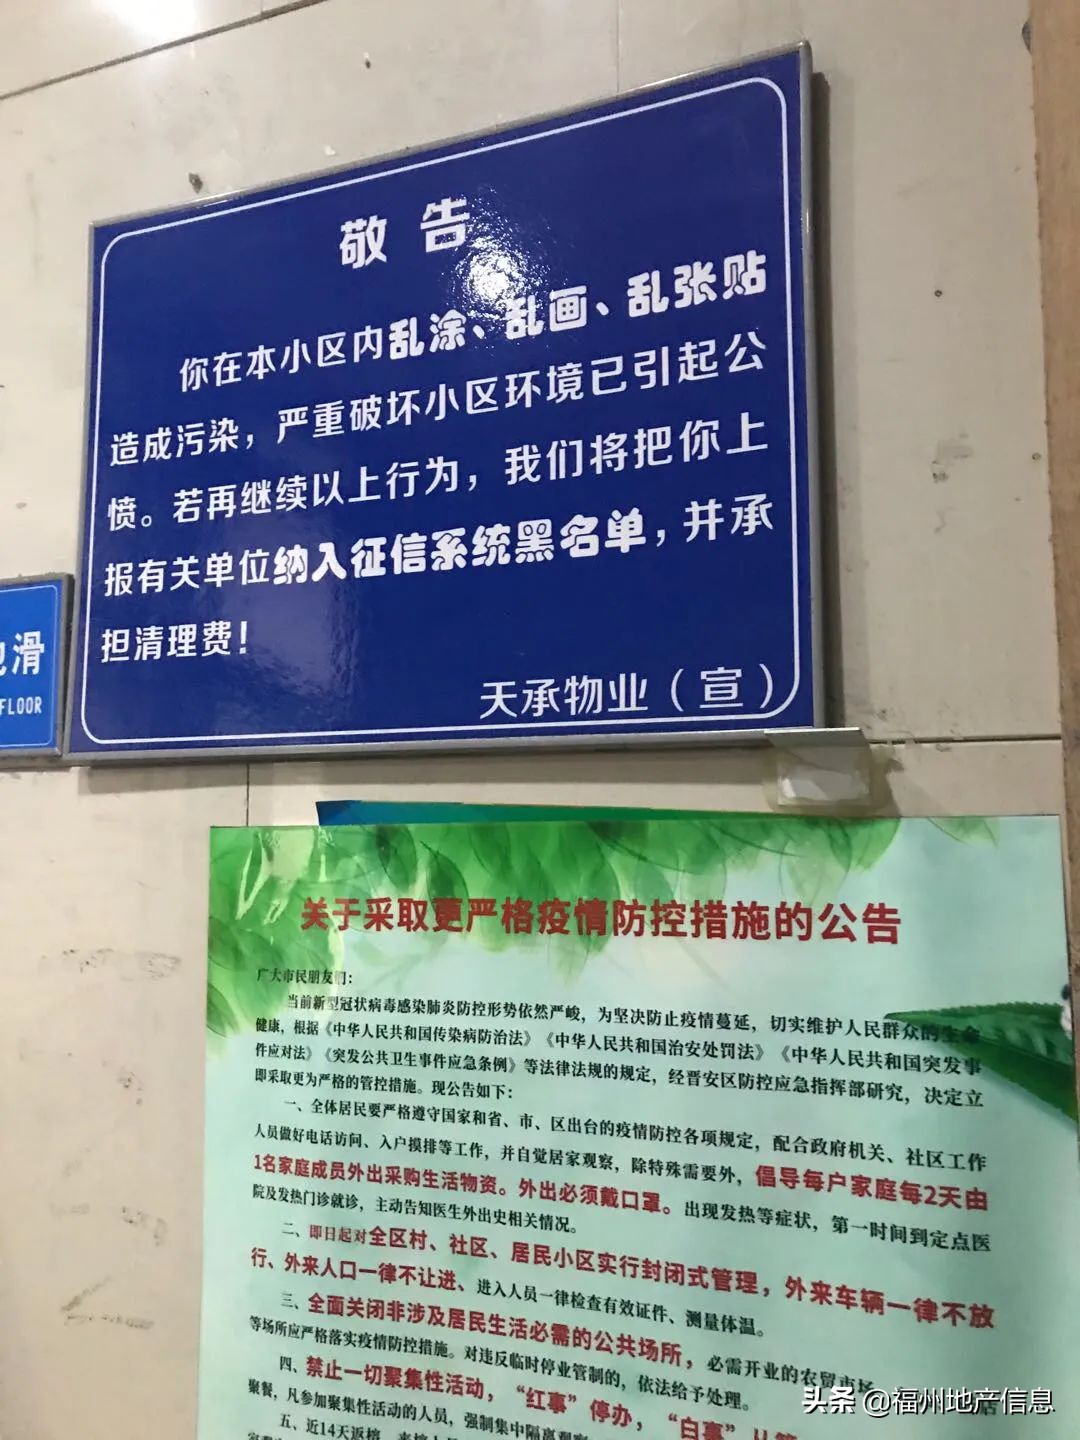 敬告
你在本小区内乱涂、乱画、乱张贴
造成污染，严重破坏小区环境已引起公
愤。若再继续以上行为，我们将把你上
报有关单位纳入征信系统黑名单，并承
担清理费！
天承物业（宣）
滑
FLOOR
关于采取更严格疫情防控措施的公告
广大市民朋友们：
当前新型冠状病毒感染肺炎防控形势依然严峻，为坚决防止疫情蔓延，切实维护人民群众的生命
健康，根据《中华人民共和国传染病防治法》《中华人民共和国治安处罚法》《中华人民共和国突发事
件应对法》《突发公共卫生事件应急条例》等法律法规的规定，经晋安区防控应急指挥部研究，决定立
即采取更为严格的管控措施。现公告如下：
一、全体居民要严格遵守国家和省、市、区出台的疫情防控各项规定，配合政府机关、社区工作
人员做好电话访问、入户摸排等工作，并自觉居家观察，除特殊需要外，倡导每户家庭每2天由
1名家庭成员外出采购生活物资。外出必须戴口罩。出现发热等症状，第一时间到定点医
院及发热门诊就诊，主动告知医生外出史相关情况。
二、即日起对全区村、社区、居民小区实行封闭式管理，外来车辆一律不放
行、外来人口一律不让进、进入人员一律检查有效证件、测量体温。
三、全面关闭非涉及居民生活必需的公共场所，必需开业的农贸市场
等场所应严格落实疫情防控措施。对违反临时停业管制的，依法给予处理。
四、禁止一切聚集性活动，“红事”停办，“白事”从
聚餐，凡参加聚集性活动的人员，强制集中隔离观察
五、近14天返榕
头条 @福州地产信息